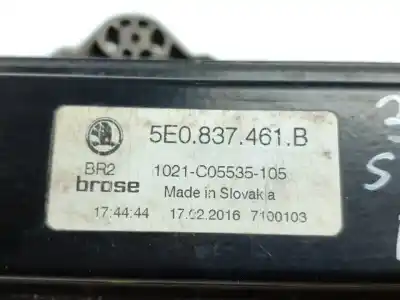 5E0.837.461.B
BR2 1021-C05535-105
brose Made in Slovakia
17:44:44 17.02.2016 7100103
S